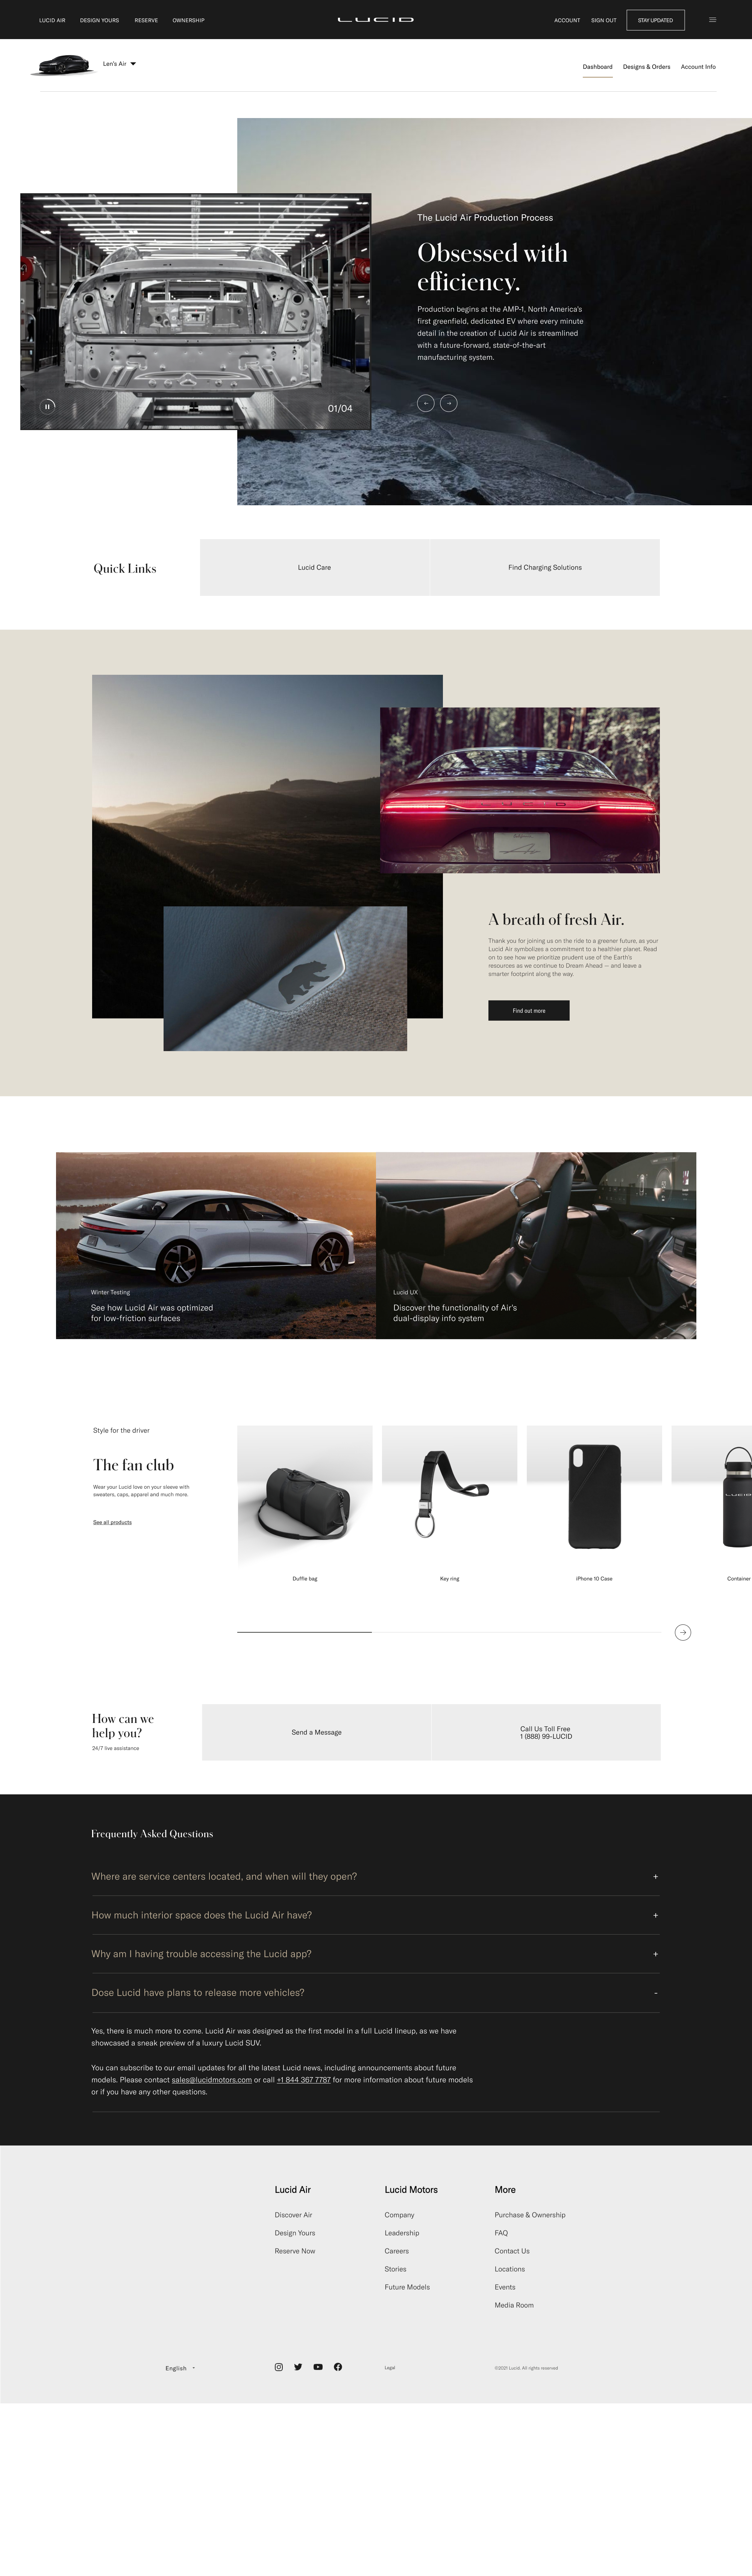 LUCID AIR
DESIGN YOURS
RESERVE
OWNERSHIP
LUCID
ACCOUNT
SIGN OUT
STAY UPDATED
Len's Air
Dashboard
Designs & Orders
Account Info
The Lucid Air Production Process
Obsessed with
efficiency.
Production begins at the AMP-1, North America's
first greenfield, dedicated EV where every minute
detail in the creation of Lucid Air is streamlined
with a future-forward, state-of-the-art
manufacturing system.
01/04
Quick Links
Lucid Care
Find Charging Solutions
A breath of fresh Air.
Thank you for joining us on the ride to a greener future, as your
Lucid Air symbolizes a commitment to a healthier planet. Read
on to see how we prioritize prudent use of the Earth's
resources as we continue to Dream Ahead — and leave a
smarter footprint along the way.
Find out more
Winter Testing
See how Lucid Air was optimized
for low-friction surfaces
Lucid UX
Discover the functionality of Air's
dual-display info system
Style for the driver
The fan club
Wear your Lucid love on your sleeve with
sweaters, caps, apparel and much more.
See all products
LUCID
Duffle bag
Key ring
iPhone 10 Case
Container
How can we
help you?
24/7 live assistance
Send a Message
Call Us Toll Free
1 (888) 99-LUCID
Frequently Asked Questions
Where are service centers located, and when will they open? +
How much interior space does the Lucid Air have? +
Why am I having trouble accessing the Lucid app? +
Dose Lucid have plans to release more vehicles? -
Yes, there is much more to come. Lucid Air was designed as the first model in a full Lucid lineup, as we have
showcased a sneak preview of a luxury Lucid SUV.
You can subscribe to our email updates for all the latest Lucid news, including announcements about future
models. Please contact sales@lucidmotors.com or call +1 844 367 7787 for more information about future models
or if you have any other questions.
Lucid Air
Discover Air
Design Yours
Reserve Now
Lucid Motors
Company
Leadership
Careers
Stories
Future Models
More
Purchase & Ownership
FAQ
Contact Us
Locations
Events
Media Room
English
Legal
©2021 Lucid. All rights reserved